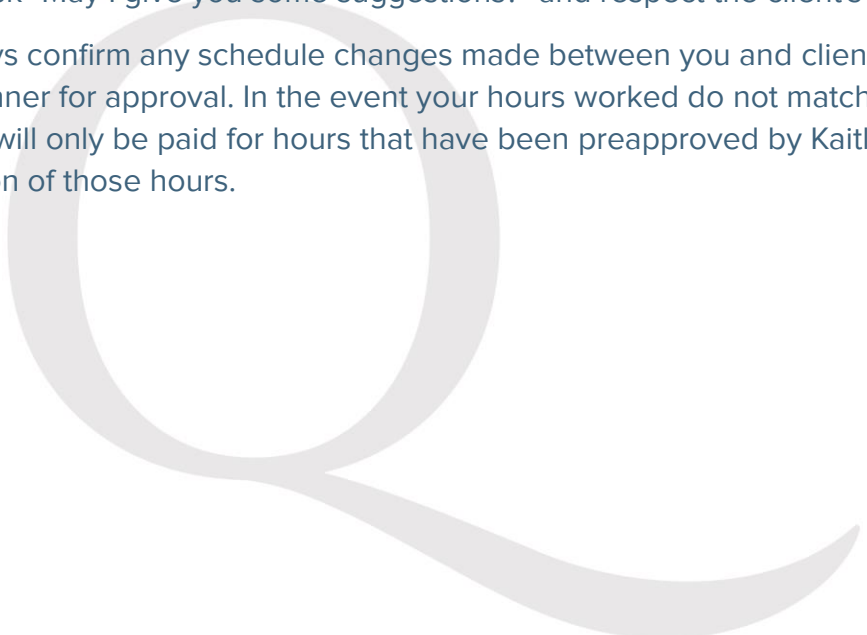 may I give you some suggestions?" and respect the client's
ys confirm any schedule changes made between you and clien
nner for approval. In the event your hours worked do not match
will only be paid for hours that have been preapproved by Kaitl
on of those hours.
Q